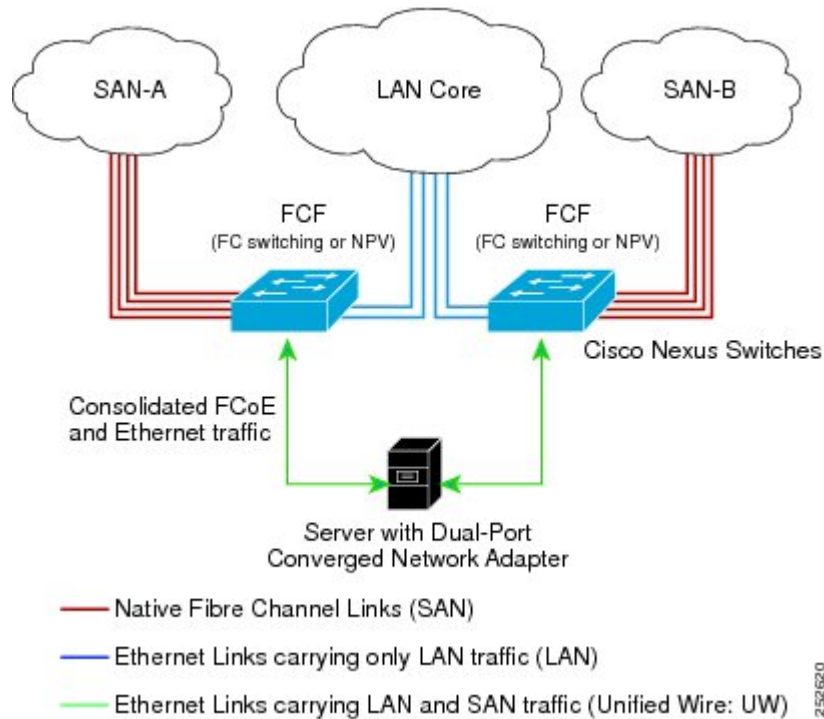 SAN-A
LAN Core
SAN-B
FCF
(FC switching or NPV)
FCF
(FC switching or NPV)
Cisco Nexus Switches
Consolidated FCoE
and Ethernet traffic
Server with Dual-Port
Converged Network Adapter
Native Fibre Channel Links (SAN)
Ethernet Links carrying only LAN traffic (LAN)
Ethernet Links carrying LAN and SAN traffic (Unified Wire: UW)
252620